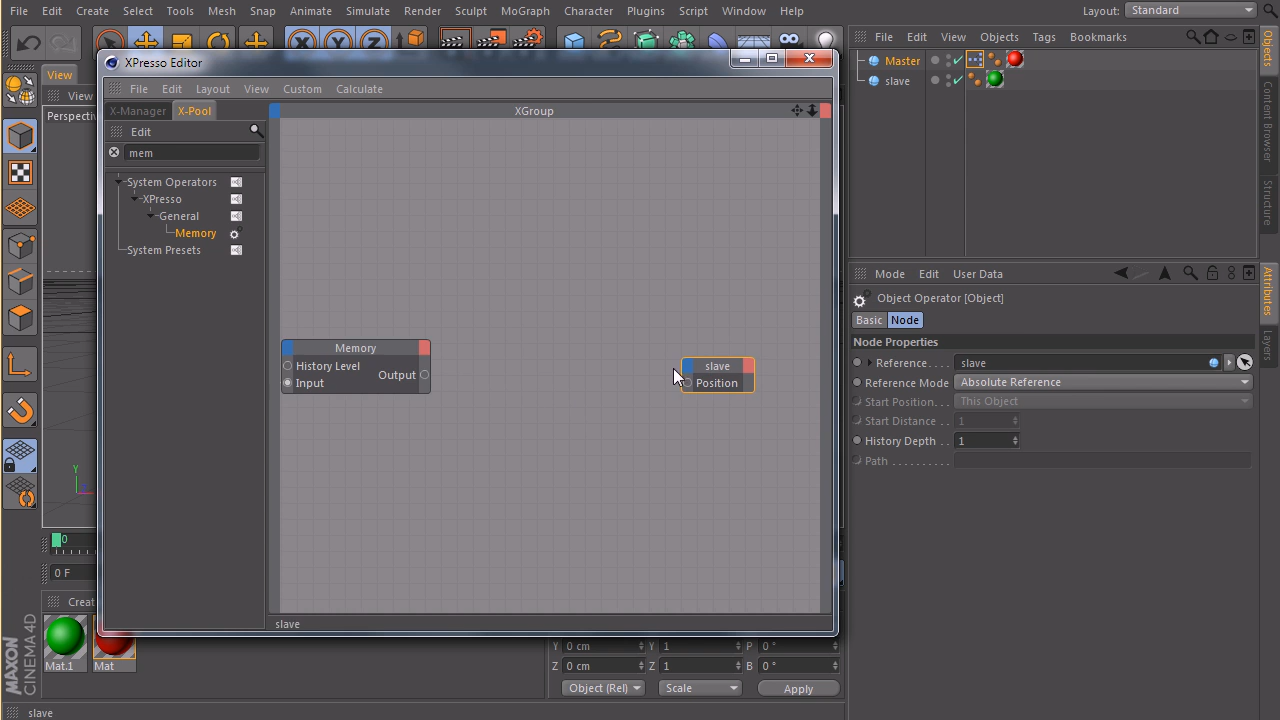 File Edit Create Select Tools Mesh Snap Animate Simulate Render Sculpt MoGraph Character Plugins Script Window Help
Layout: Standard
View
View
Perspectiv
Y
0
0 F
Creat
Mat.1
Mat
MAXON
CINEMA 4D
slave
XPresso Editor
File Edit Layout View Custom Calculate
X-Manager X-Pool
Edit
mem
System Operators
XPresso
General
Memory
System Presets
XGroup
Memory
History Level
Input
Output
slave
Position
slave
Y 0 cm Y 1 P 0 °
Z 0 cm Z 1 B 0 °
Object (Rel) Scale Apply
File Edit View Objects Tags Bookmarks
Master
slave
Objects
Content Browser
Structure
Mode Edit User Data
Object Operator [Object]
Basic Node
Node Properties
Reference: slave
Reference Mode Absolute Reference
Start Position. . . This Object
Start Distance . . 1
History Depth . . 1
Path . . . . . . . . . .
Attributes
Layers